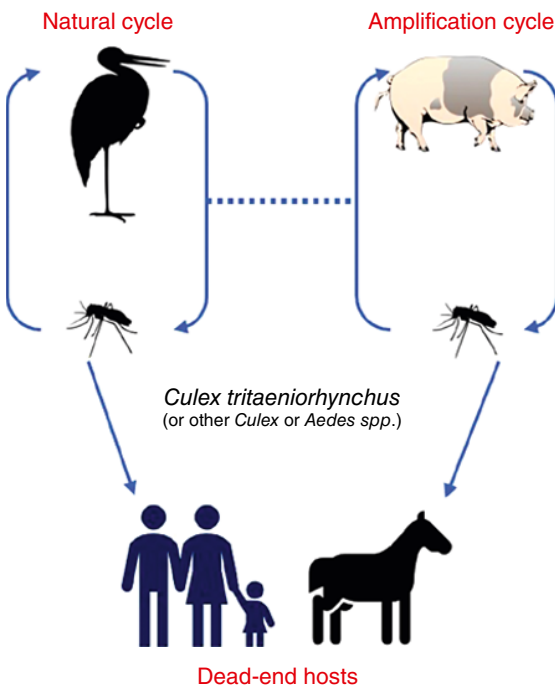 Natural cycle
Amplification cycle
Culex tritaeniorhynchus
(or other Culex or Aedes spp.)
Dead-end hosts